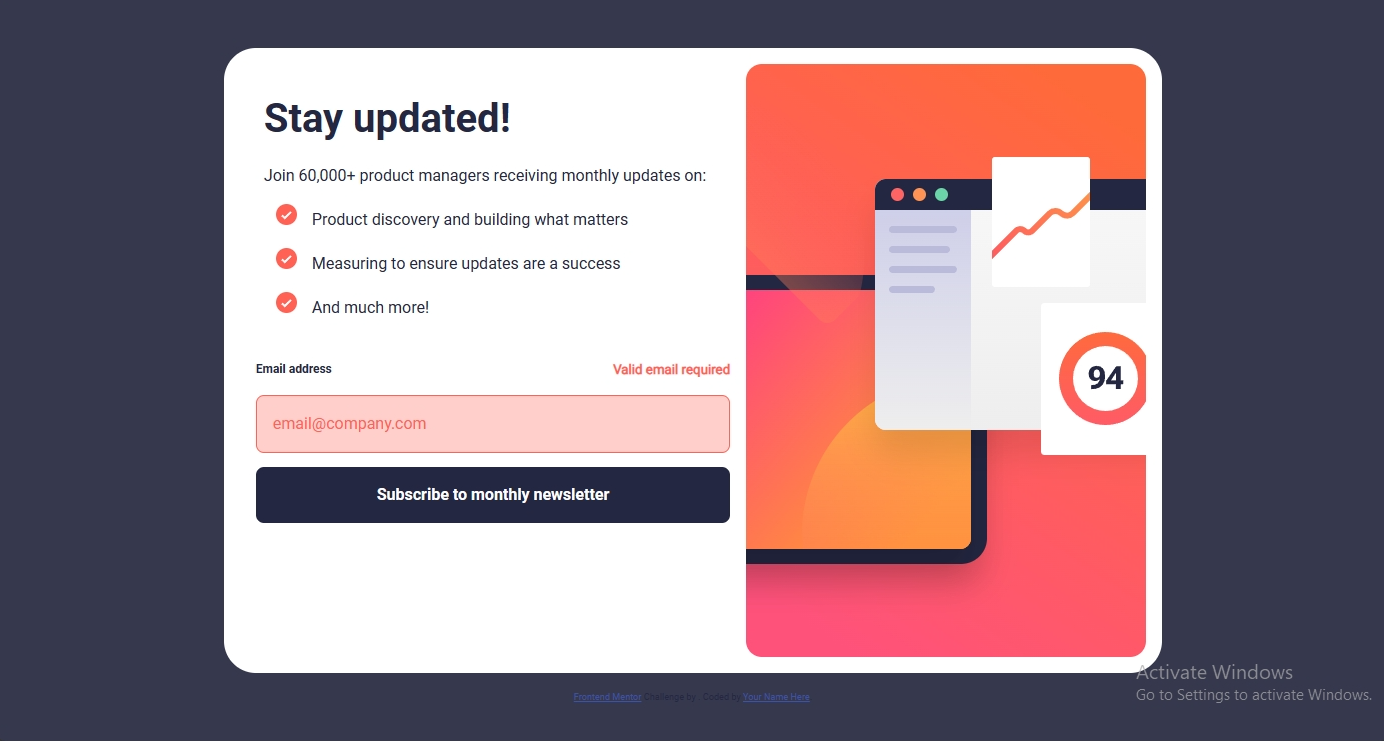 Stay updated!
Join 60,000+ product managers receiving monthly updates on:
Product discovery and building what matters
Measuring to ensure updates are a success
And much more!
Email address
Valid email required
email@company.com
Subscribe to monthly newsletter
94
Frontend Mentor Challenge by . Coded by Your Name Here
Activate Windows
Go to Settings to activate Windows.